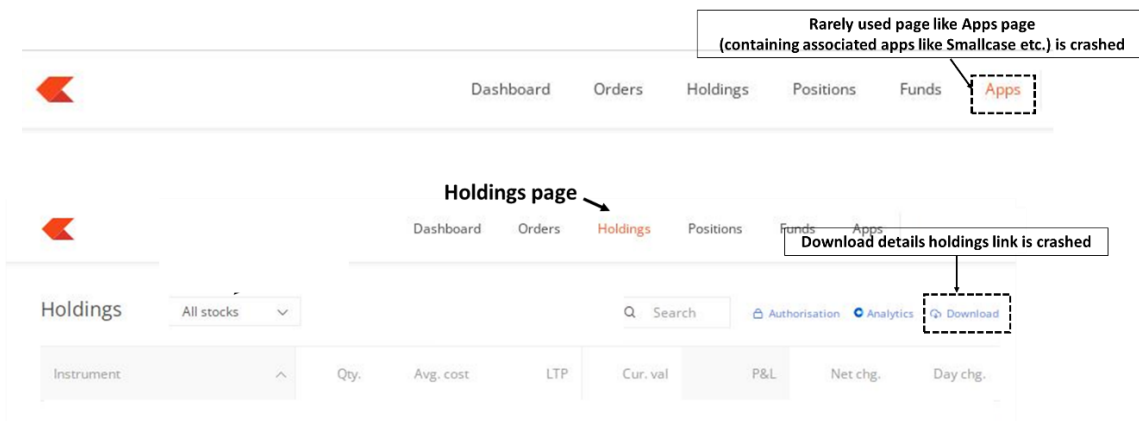 Rarely used page like Apps page
(containing associated apps like Smallcase etc.) is crashed
Dashboard Orders Holdings Positions Funds Apps
Holdings page
Dashboard Orders Holdings Positions Funds Apps
Download details holdings link is crashed
Holdings All stocks Search Authorisation Analytics Download
Instrument Qty. Avg. cost LTP Cur. val P&L Net chg. Day chg.